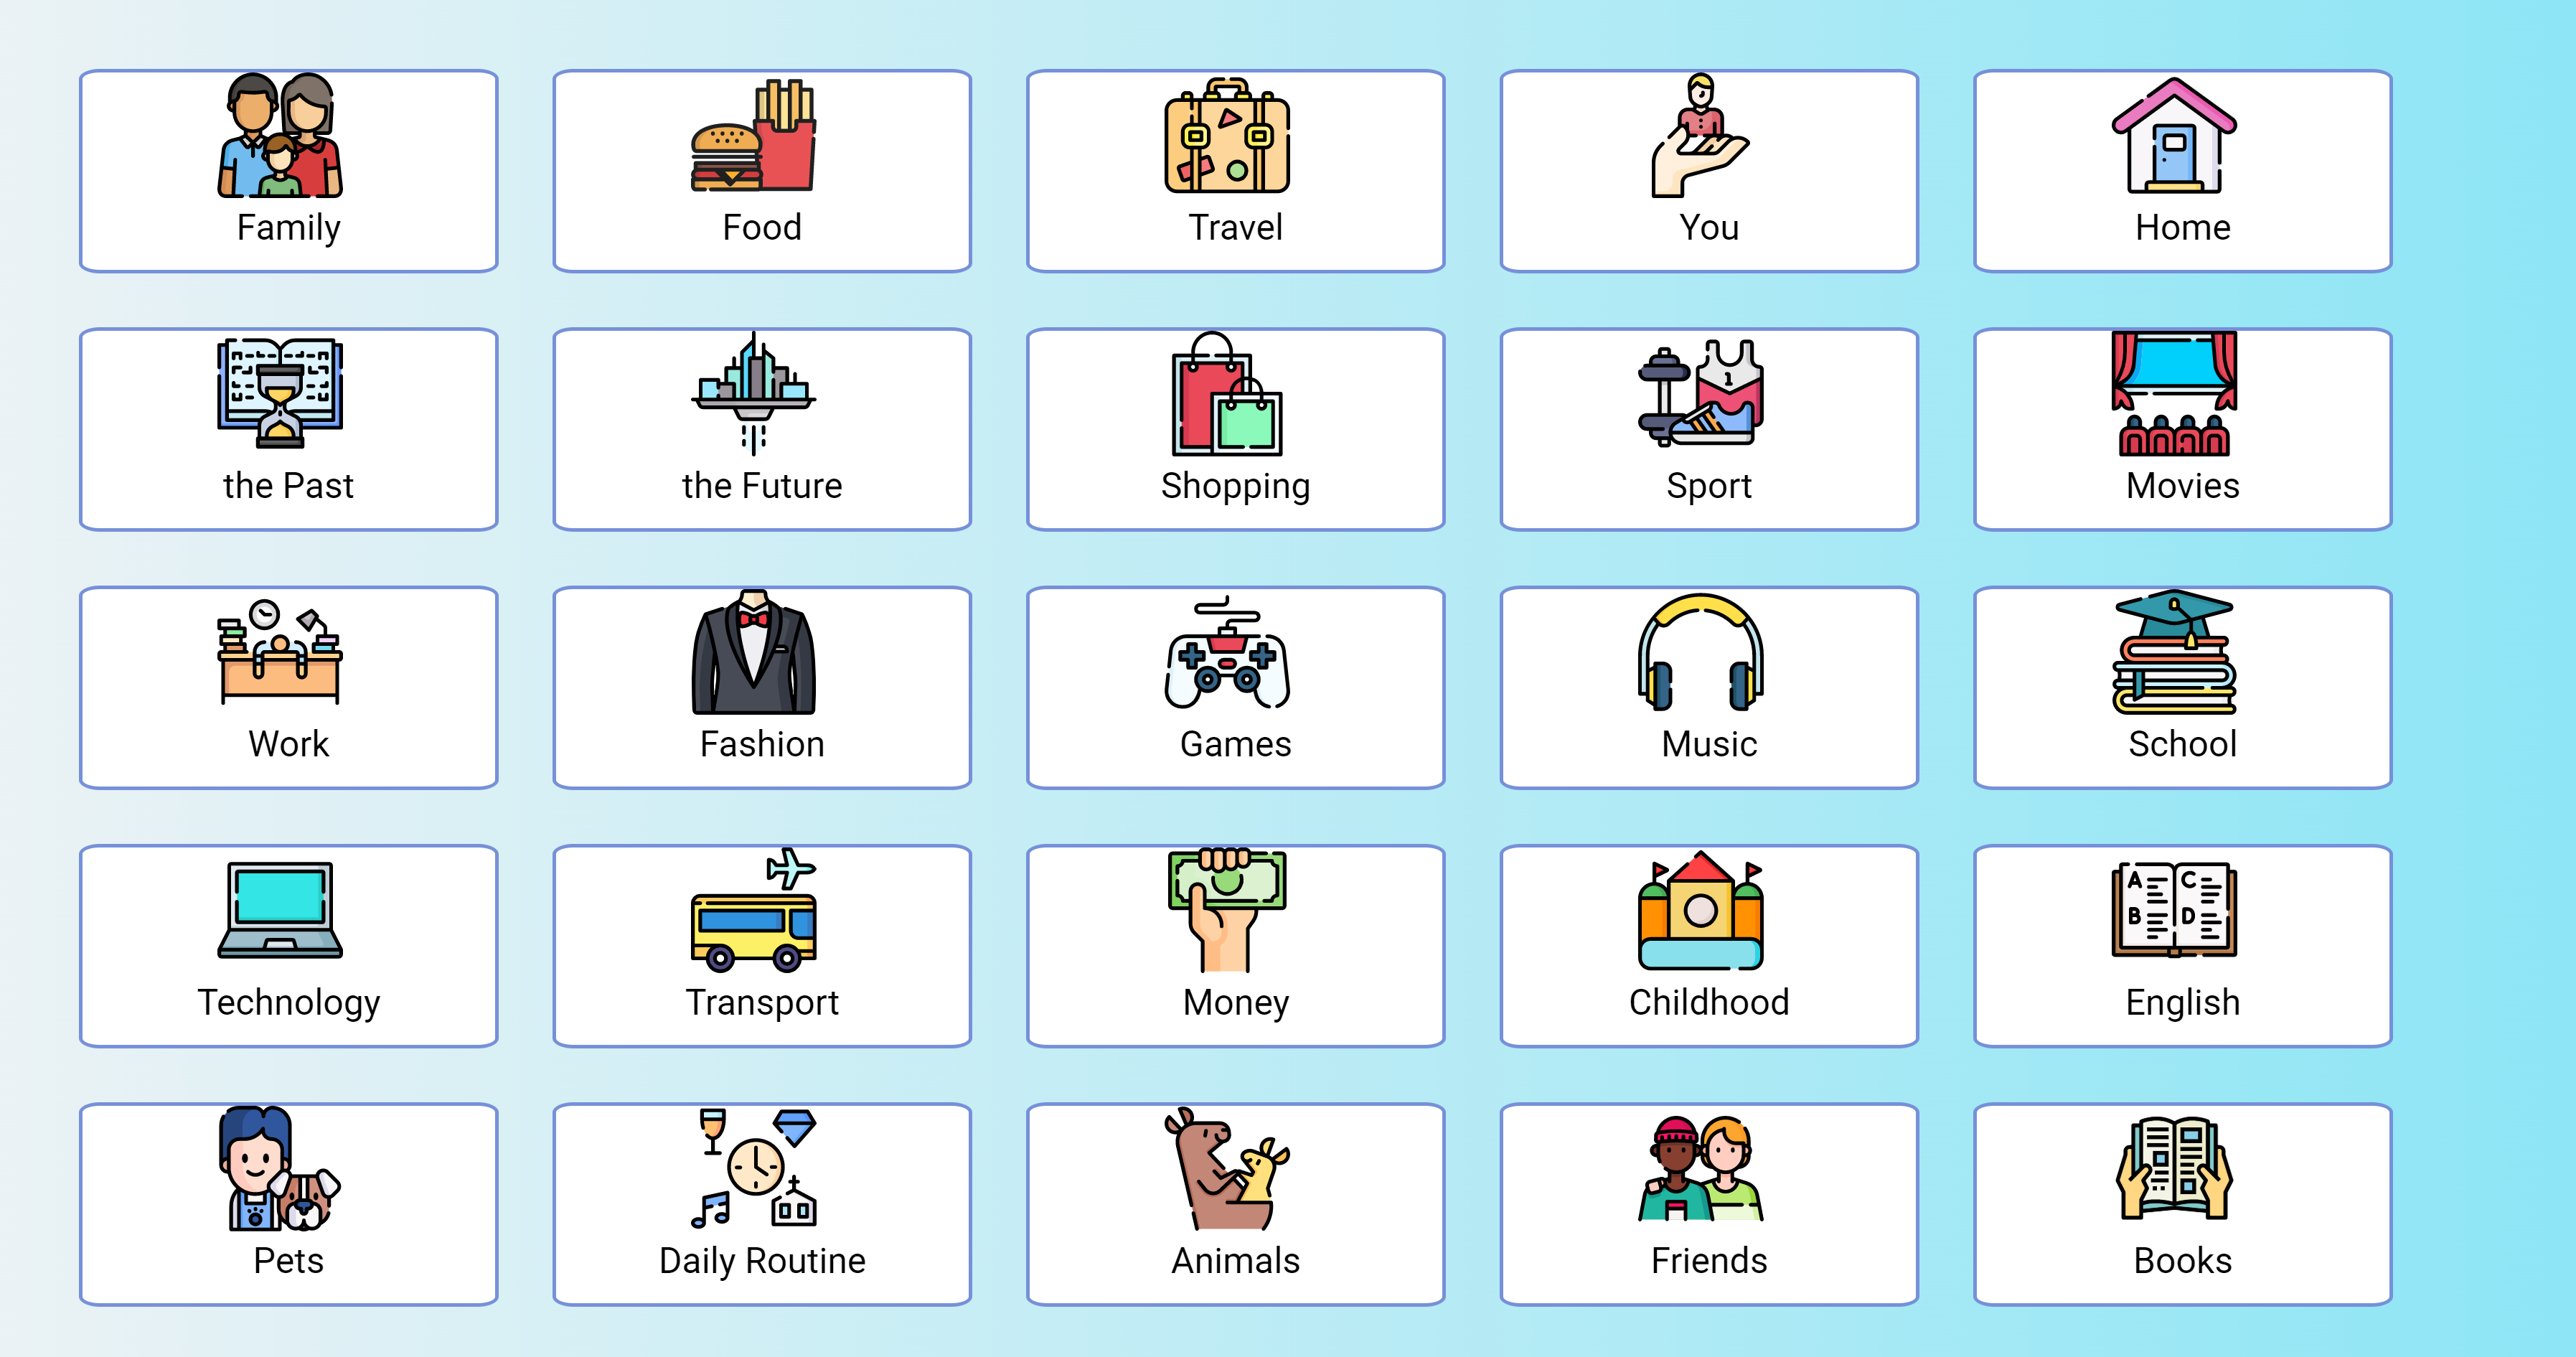 Family
Food
Travel
You
Home
the Past
the Future
Shopping
1
Sport
Movies
Work
Fashion
Games
Music
School
Technology
Transport
Money
Childhood
A
B
C
D
English
Pets
Daily Routine
Animals
Friends
Books